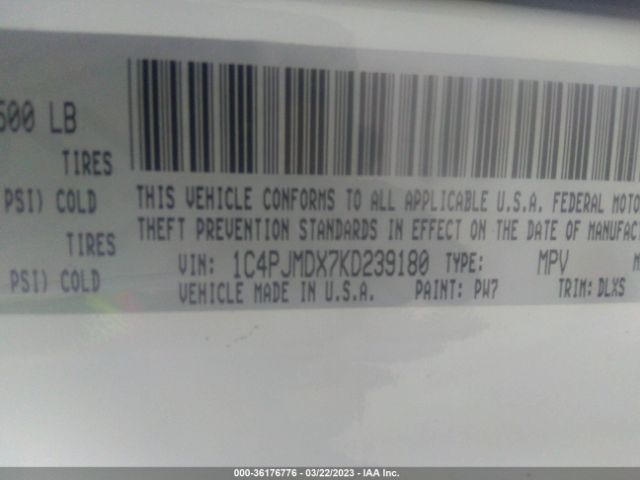 500 LB
TIRES
PSI) COLD
THIS VEHICLE CONFORMS TO ALL APPLICABLE U.S.A. FEDERAL MOTO
THEFT PREVENTION STANDARDS IN EFFECT ON THE DATE OF MANUFACT
TIRES
VIN: 1C4PJMDX7KD239180 TYPE: MPV
PSI) COLD
VEHICLE MADE IN U.S.A. PAINT: PW7 TRIM: DLXS
000-36176776 - 03/22/2023 - IAA Inc.